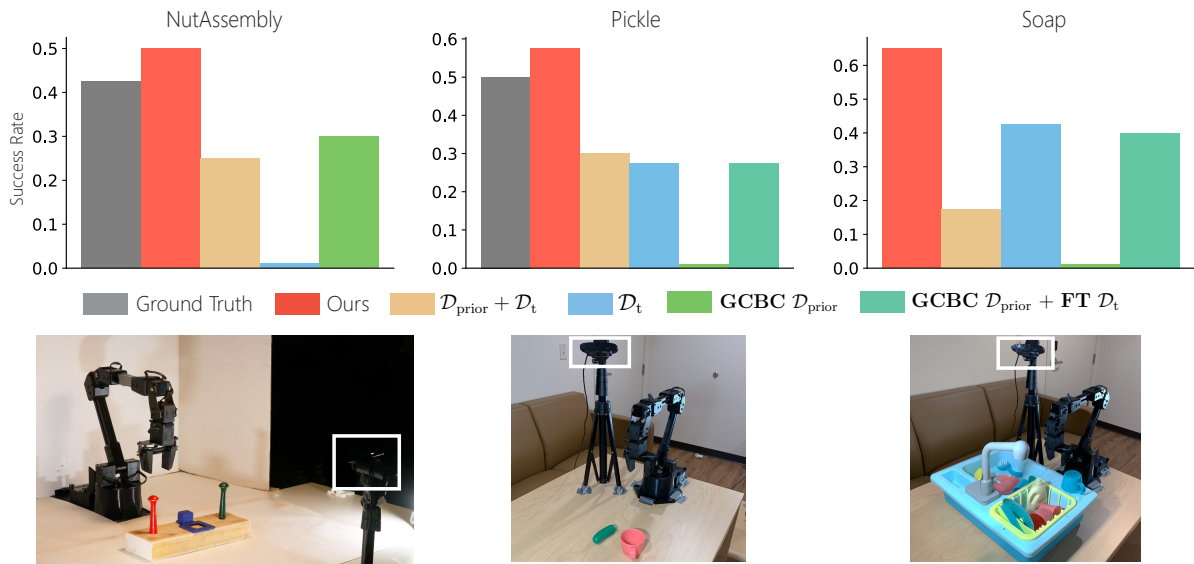 NutAssembly
Pickle
Soap
Success Rate
0.5
0.4
0.3
0.2
0.1
0.0
0.6
0.5
0.4
0.3
0.2
0.1
0.0
0.6
0.5
0.4
0.3
0.2
0.1
0.0
Ground Truth
Ours
𝒟prior + 𝒟t
𝒟t
GCBC 𝒟prior
GCBC 𝒟prior + FT 𝒟t